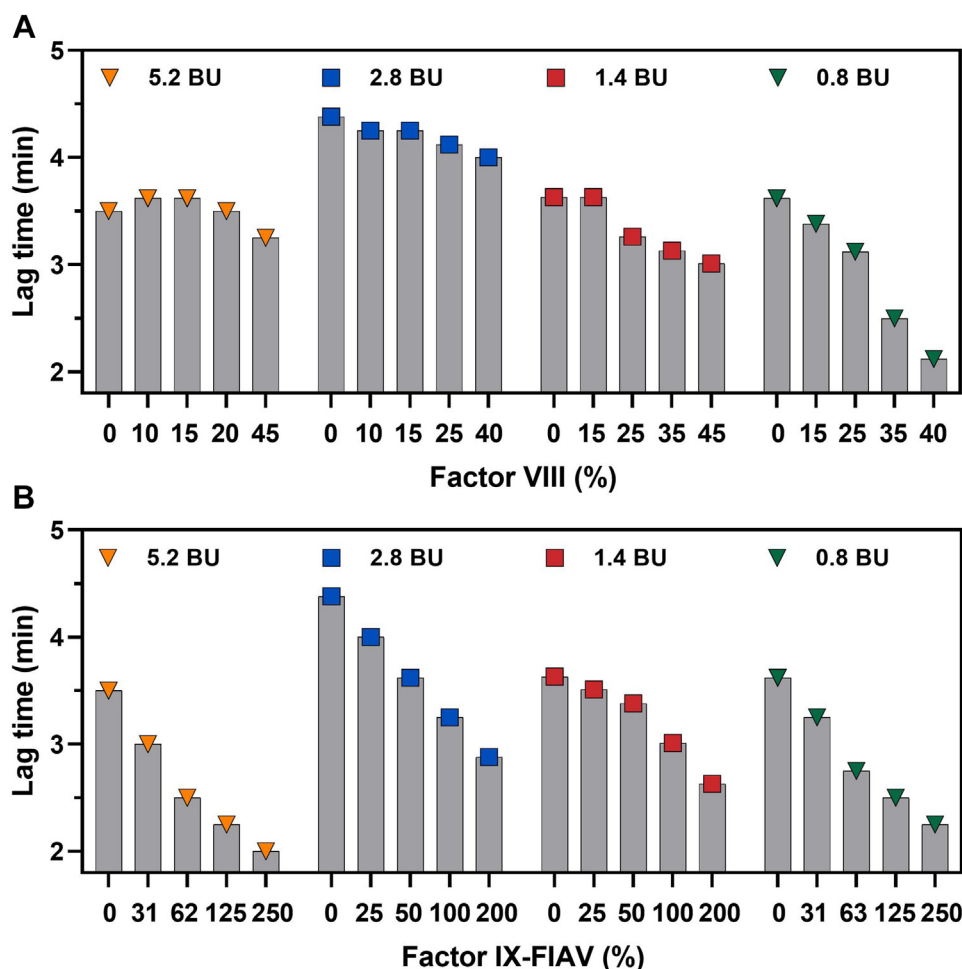 A
5.2 BU 2.8 BU 1.4 BU 0.8 BU
5
4
3
2
Lag time (min)
0 10 15 20 45 0 10 15 25 40 0 15 25 35 45 0 15 25 35 40
Factor VIII (%)
B
5.2 BU 2.8 BU 1.4 BU 0.8 BU
5
4
3
2
Lag time (min)
0 31 62 125 250 0 25 50 100 200 0 25 50 100 200 0 31 63 125 250
Factor IX-FIAV (%)